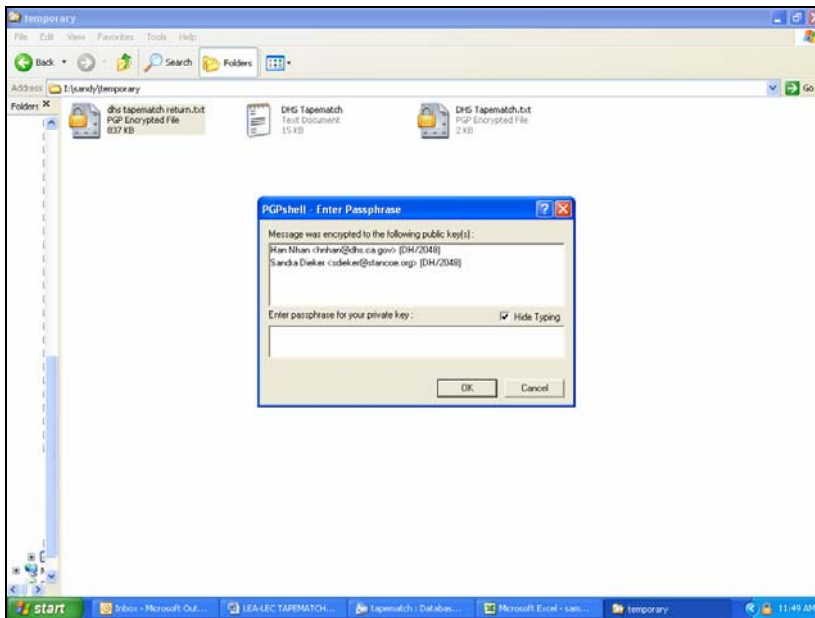 temporary
File Edit View Favorites Tools Help
Back Search Folders
Address I:\sandy\temporary Go
Folders
dhs tapematch return.txt
PGP Encrypted File
837 KB
DHS Tapematch
Text Document
15 KB
DHS Tapematch.txt
PGP Encrypted File
2 KB
PGPshell - Enter Passphrase
Message was encrypted to the following public key(s) :
Han Nhan <hnhan@dhs.ca.gov> (DH/2048)
Sandra Dieker <sdieker@stancoe.org> (DH/2048)
Enter passphrase for your private key : Hide Typing
OK Cancel
start Inbox - Microsoft Out... LEA-LEC TAPEMATCH... tapematch : Databas... Microsoft Excel - sam... temporary 11:49 AM